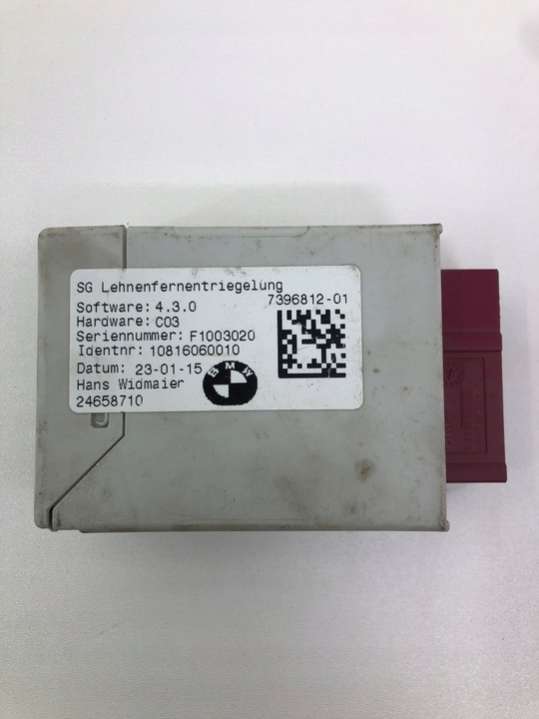 SG Lehnenfernentriegelung
Software: 4.3.0 7396812-01
Hardware: C03
Seriennummer: F1003020
Identnr: 10816060010
Datum: 23-01-15
Hans Widmaier
24658710
BMW